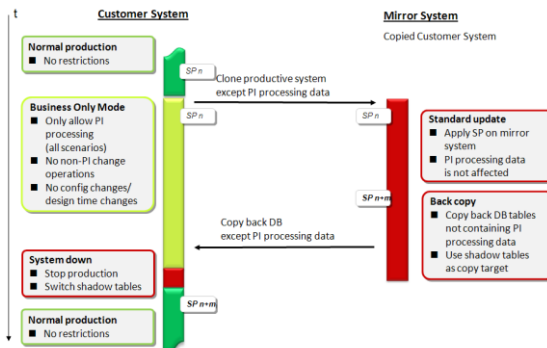 t
Customer System
Mirror System
Copied Customer System
Normal production
■ No restrictions
SP n
Clone productive system
except PI processing data
Business Only Mode
■ Only allow PI
processing
(all scenarios)
■ No non-PI change
operations
■ No config changes/
design time changes
SP n
SP n
Standard update
■ Apply SP on mirror
system
■ PI processing data
is not affected
SP n+m
Back copy
■ Copy back DB tables
not containing PI
processing data
■ Use shadow tables
as copy target
Copy back DB
except PI processing data
System down
■ Stop production
■ Switch shadow tables
SP n+m
Normal production
■ No restrictions